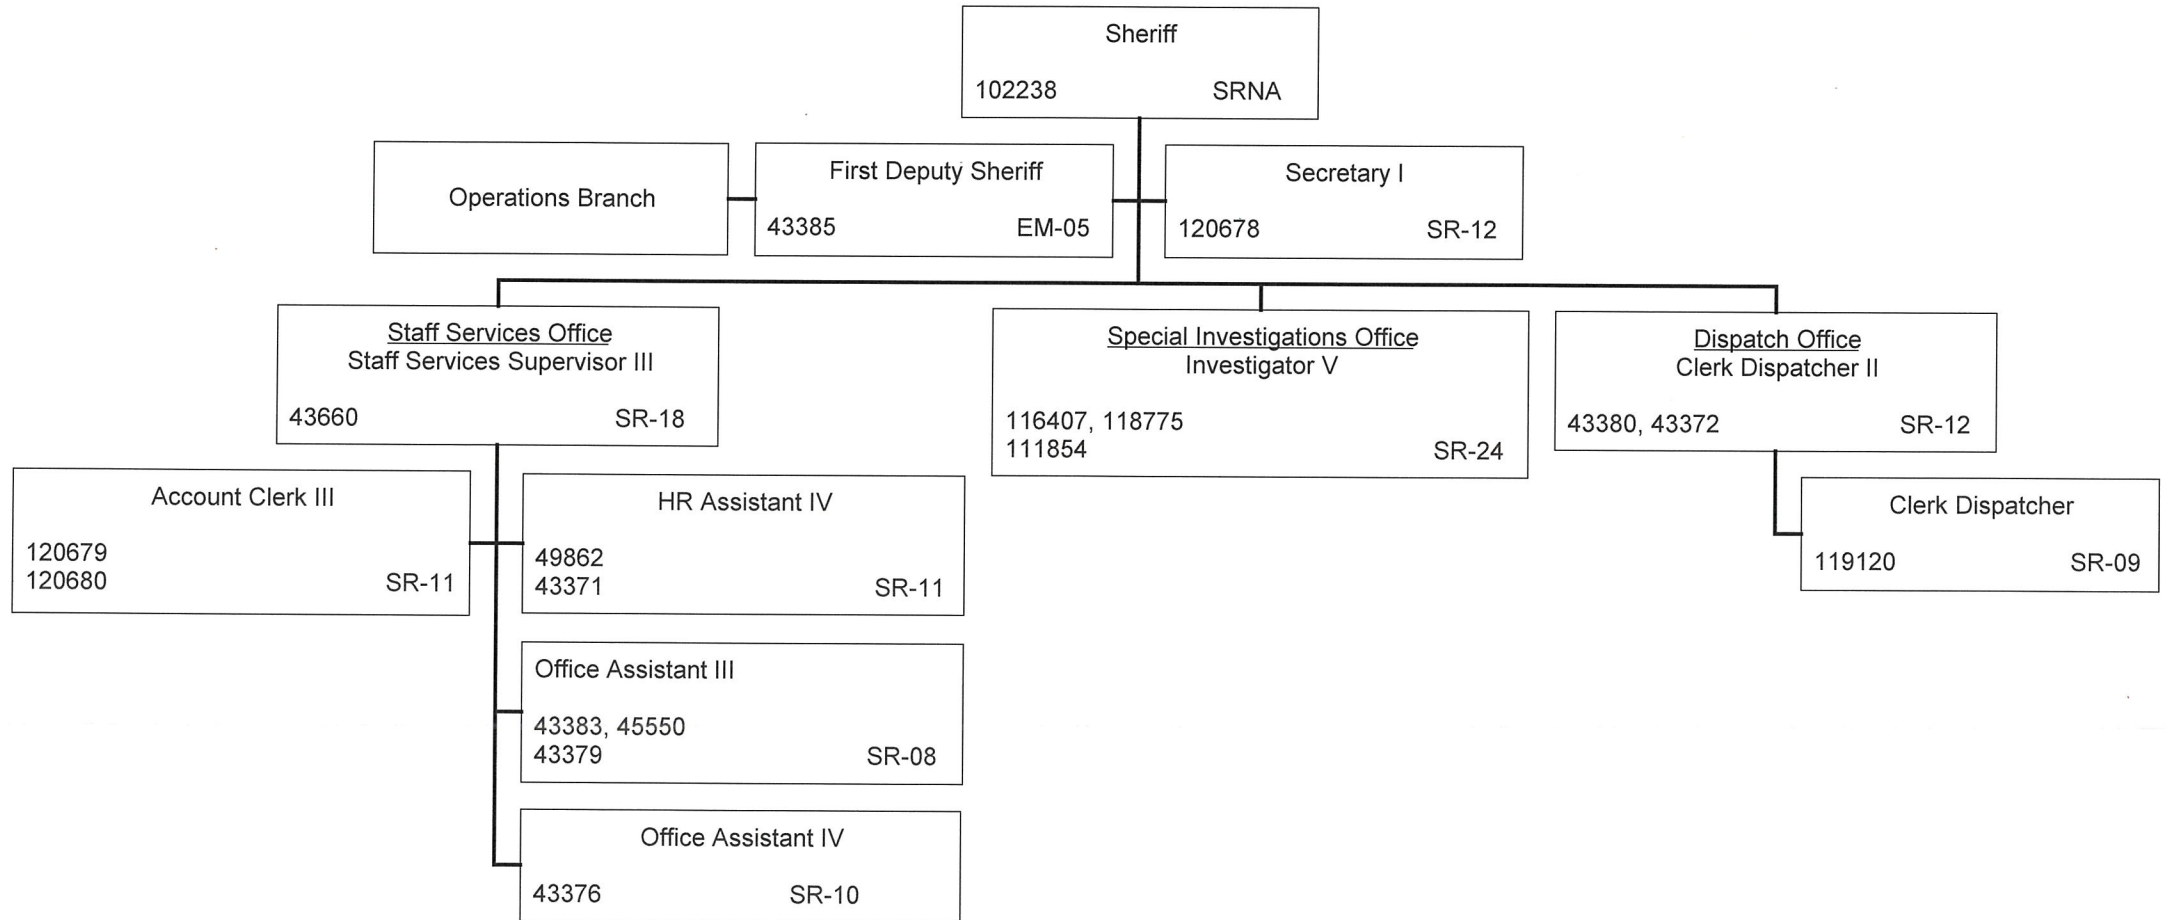 Sheriff
102238 SRNA
Operations Branch
First Deputy Sheriff
43385 EM-05
Secretary I
120678 SR-12
Staff Services Office
Staff Services Supervisor III
43660 SR-18
Special Investigations Office
Investigator V
116407, 118775
111854 SR-24
Dispatch Office
Clerk Dispatcher II
43380, 43372 SR-12
Account Clerk III
120679
120680 SR-11
HR Assistant IV
49862
43371 SR-11
Clerk Dispatcher
119120 SR-09
Office Assistant III
43383, 45550
43379 SR-08
Office Assistant IV
43376 SR-10